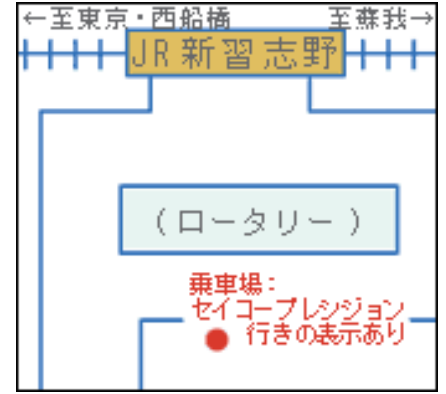 ←至東京・西船橋 至蘇我→
JR新習志野
(ロータリー)
乗車場:
セイコープレシジョン
行きの表示あり